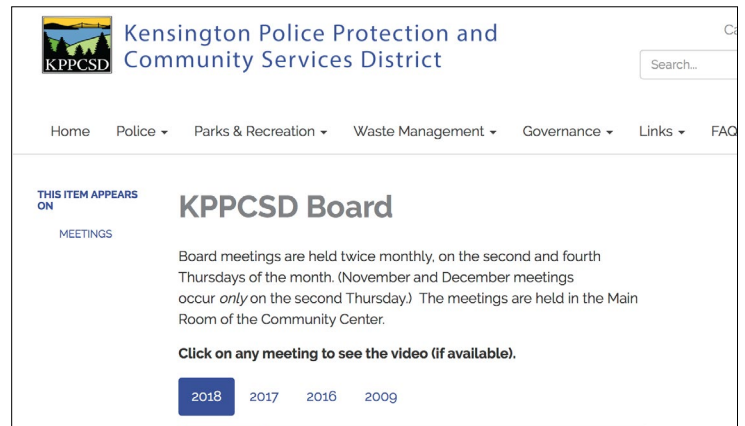 Kensington Police Protection and
Community Services District
KPPCSD
Search...
Home Police Parks & Recreation Waste Management Governance Links FAQ
THIS ITEM APPEARS
ON
MEETINGS
KPPCSD Board
Board meetings are held twice monthly, on the second and fourth
Thursdays of the month. (November and December meetings
occur only on the second Thursday.) The meetings are held in the Main
Room of the Community Center.
Click on any meeting to see the video (if available).
2018 2017 2016 2009